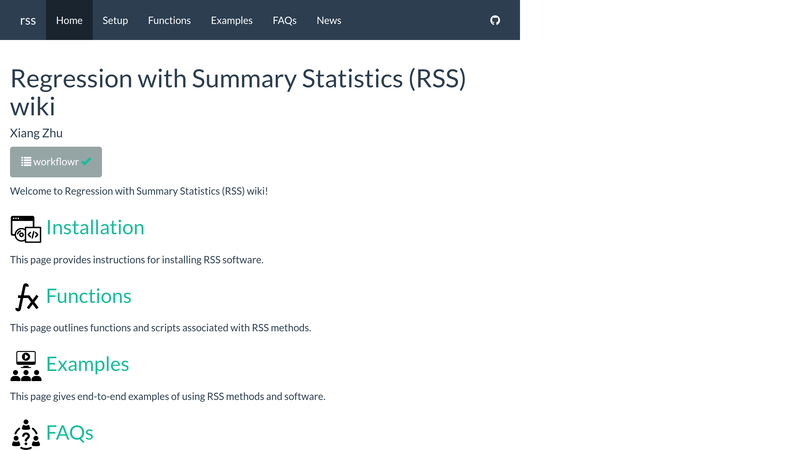 rss Home Setup Functions Examples FAQs News
Regression with Summary Statistics (RSS)
wiki
Xiang Zhu
workflowr
Welcome to Regression with Summary Statistics (RSS) wiki!
Installation
This page provides instructions for installing RSS software.
fx Functions
This page outlines functions and scripts associated with RSS methods.
Examples
This page gives end-to-end examples of using RSS methods and software.
FAQs